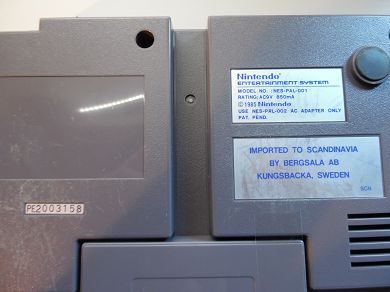 Nintendo®
ENTERTAINMENT SYSTEM
MODEL NO. :NES-PAL-001
RATING:AC9V 850mA
©1985 Nintendo
USE NES-PAL-002 AC ADAPTER ONLY
PAT. PEND.
IMPORTED TO SCANDINAVIA
BY BERGSALA AB
KUNGSBACKA, SWEDEN
SCN
PE2003158